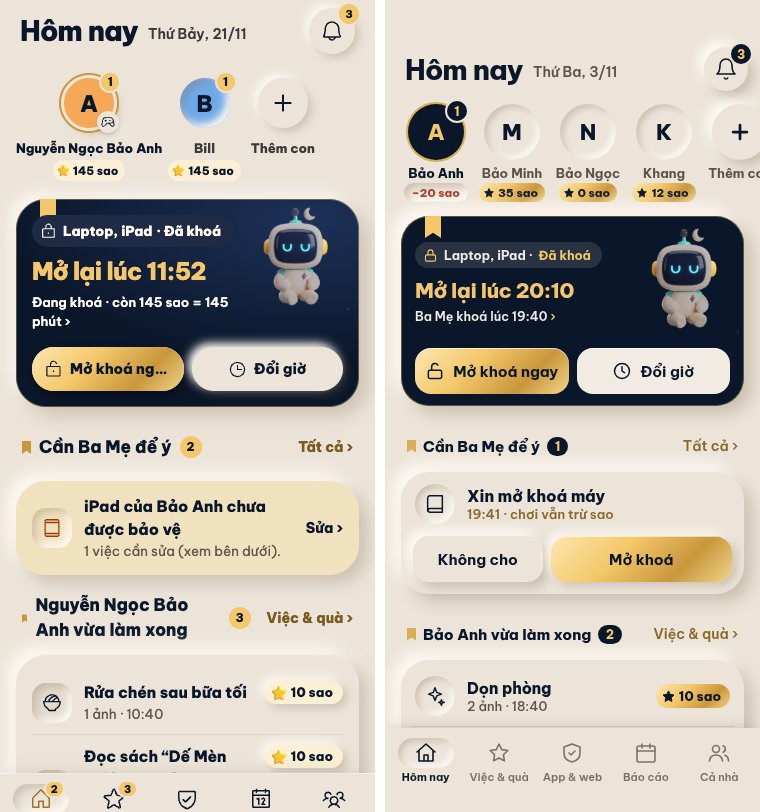 Hôm nay Thứ Bảy, 21/11
3
A
1
B
1
Nguyễn Ngọc Bảo Anh
Bill
Thêm con
145 sao
145 sao
Laptop, iPad · Đã khoá
Mở lại lúc 11:52
Đang khoá · còn 145 sao = 145
phút ›
Mở khoá ng...
Đổi giờ
Cần Ba Mẹ để ý 2
Tất cả ›
iPad của Bảo Anh chưa
được bảo vệ
Sửa ›
1 việc cần sửa (xem bên dưới).
Nguyễn Ngọc Bảo
Anh vừa làm xong
3
Việc & quà ›
Rửa chén sau bữa tối
10 sao
1 ảnh · 10:40
Đọc sách “Dế Mèn
10 sao
2
3
12
Hôm nay Thứ Ba, 3/11
3
A
1
M
N
K
Bảo Anh
Bảo Minh
Bảo Ngọc
Khang
Thêm co
-20 sao
35 sao
0 sao
12 sao
Laptop, iPad · Đã khoá
Mở lại lúc 20:10
Ba Mẹ khoá lúc 19:40 ›
Mở khoá ngay
Đổi giờ
Cần Ba Mẹ để ý 1
Tất cả ›
Xin mở khoá máy
19:41 · chơi vẫn trừ sao
Không cho
Mở khoá
Bảo Anh vừa làm xong 2
Việc & quà ›
Dọn phòng
10 sao
2 ảnh · 18:40
Hôm nay
Việc & quà
App & web
Báo cáo
Cả nhà